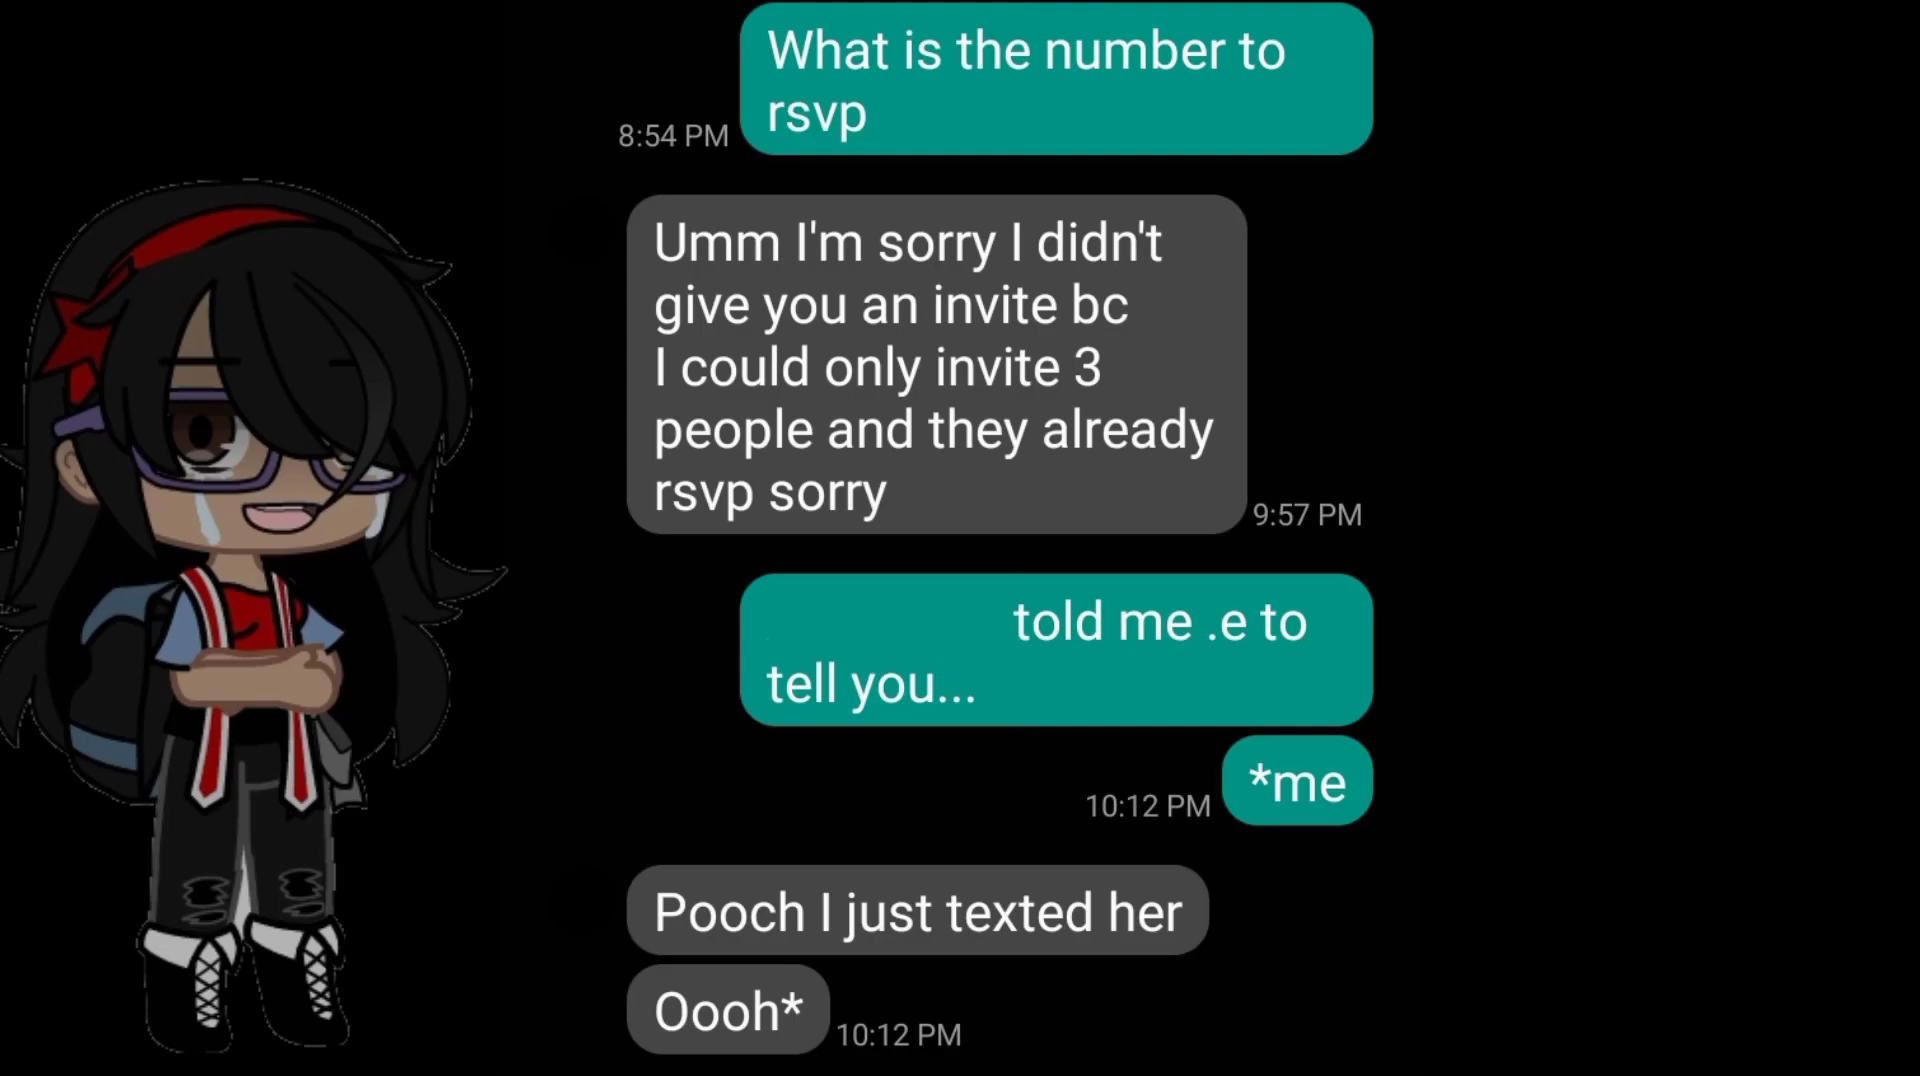 What is the number to
rsvp
8:54 PM
Umm I'm sorry I didn't
give you an invite bc
I could only invite 3
people and they already
rsvp sorry
9:57 PM
told me .e to
tell you...
*me
10:12 PM
Pooch I just texted her
Oooh*
10:12 PM